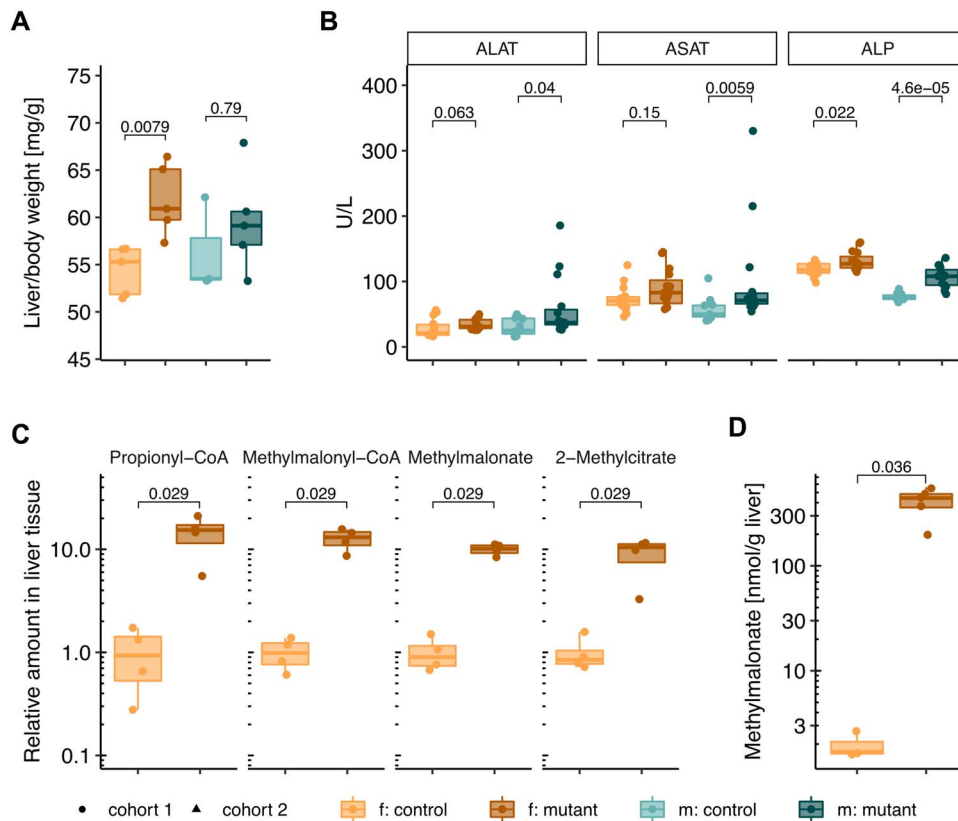 A
Liver/body weight [mg/g]
75
70
65
60
55
50
45
0.0079
0.79
B
ALAT
ASAT
ALP
U/L
400
300
200
100
0
0.063
0.04
0.15
0.0059
0.022
4.6e−05
C
Relative amount in liver tissue
Propionyl−CoA
Methylmalonyl−CoA
Methylmalonate
2−Methylcitrate
0.029
0.029
0.029
0.029
10.0
1.0
0.1
D
Methylmalonate [nmol/g liver]
0.036
300
100
30
10
3
cohort 1
cohort 2
f: control
f: mutant
m: control
m: mutant